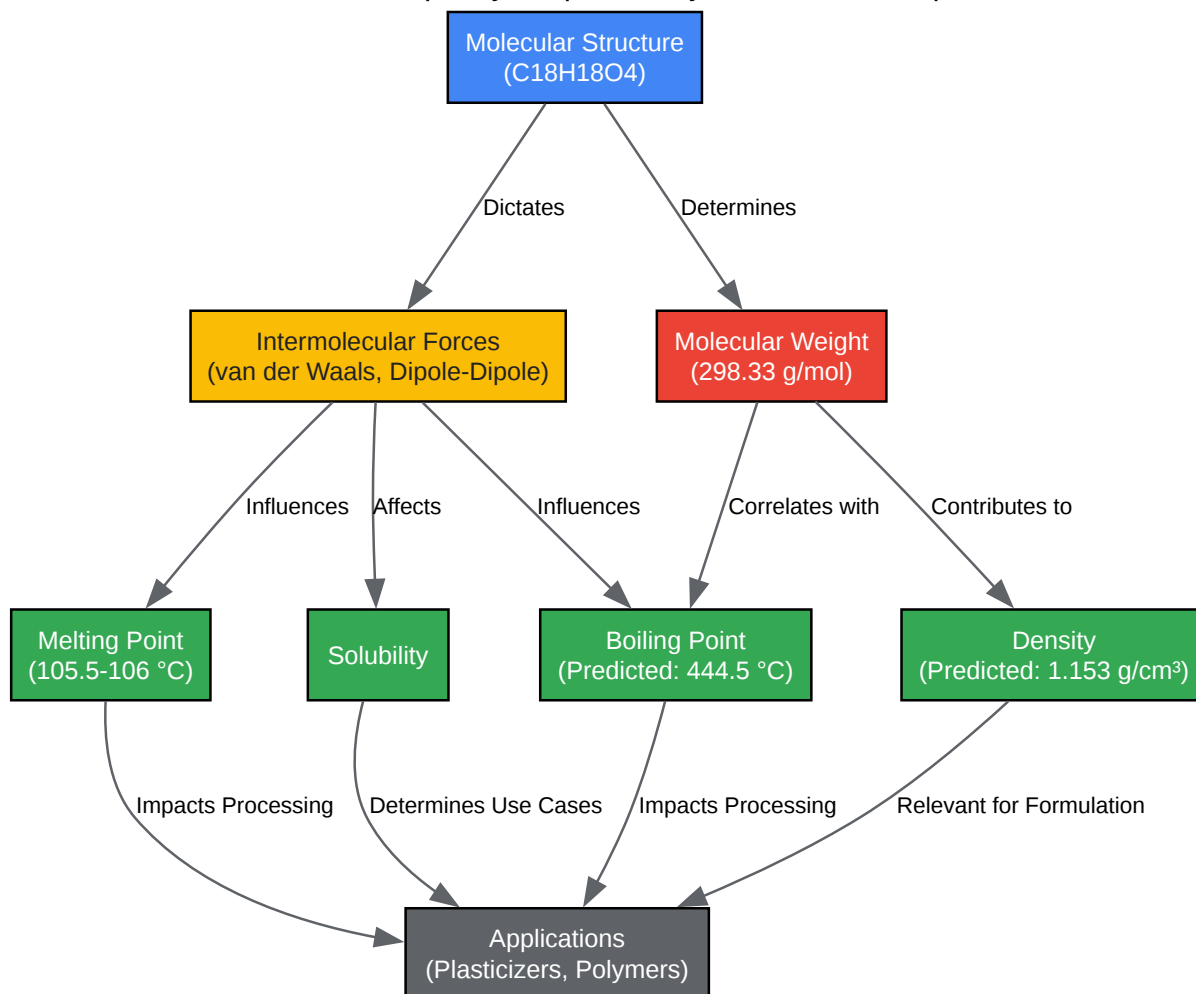 Molecular Structure
(C18H18O4)
Dictates
Determines
Intermolecular Forces
(van der Waals, Dipole-Dipole)
Molecular Weight
(298.33 g/mol)
Influences
Affects
Influences
Correlates with
Contributes to
Melting Point
(105.5-106 °C)
Solubility
Boiling Point
(Predicted: 444.5 °C)
Density
(Predicted: 1.153 g/cm³)
Impacts Processing
Determines Use Cases
Impacts Processing
Relevant for Formulation
Applications
(Plasticizers, Polymers)